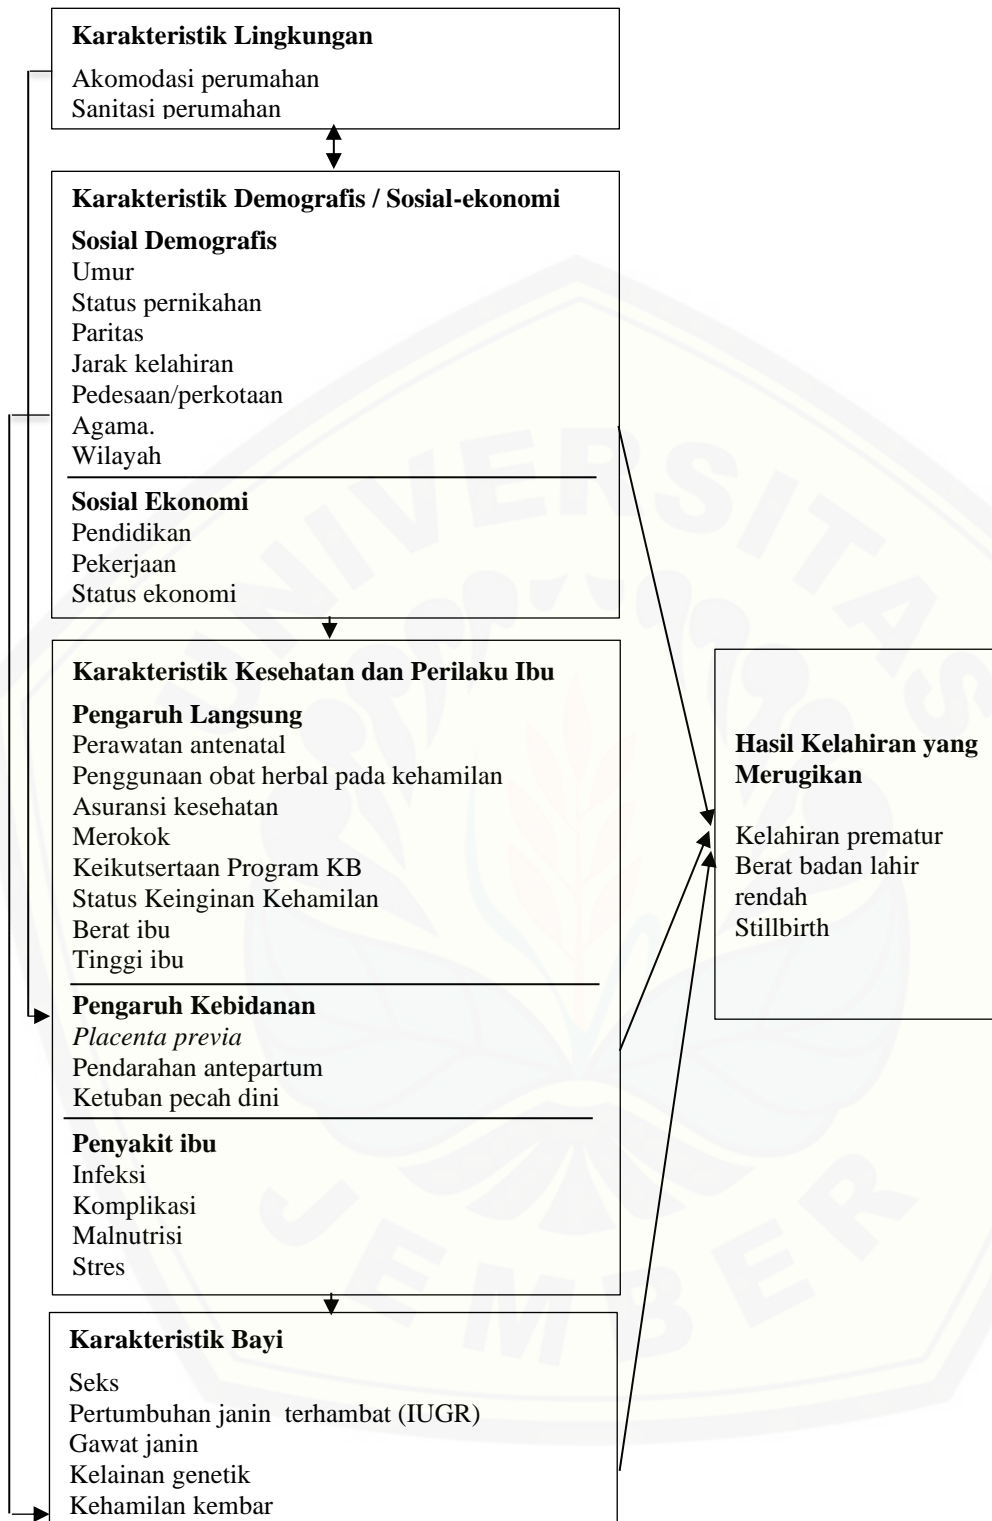 Karakteristik Lingkungan
Akomodasi perumahan
Sanitasi perumahan
Karakteristik Demografis / Sosial-ekonomi
Sosial Demografis
Umur
Status pernikahan
Paritas
Jarak kelahiran
Pedesaan/perkotaan
Agama.
Wilayah
Sosial Ekonomi
Pendidikan
Pekerjaan
Status ekonomi
Karakteristik Kesehatan dan Perilaku Ibu
Pengaruh Langsung
Perawatan antenatal
Penggunaan obat herbal pada kehamilan
Asuransi kesehatan
Merokok
Keikutsertaan Program KB
Status Keinginan Kehamilan
Berat ibu
Tinggi ibu
Pengaruh Kebidanan
Placenta previa
Pendarahan antepartum
Ketuban pecah dini
Penyakit ibu
Infeksi
Komplikasi
Malnutrisi
Stres
Karakteristik Bayi
Seks
Pertumbuhan janin  terhambat (IUGR)
Gawat janin
Kelainan genetik
Kehamilan kembar
Hasil Kelahiran yang
Merugikan
Kelahiran prematur
Berat badan lahir
rendah
Stillbirth
UNIVERSITAS
JEMBER